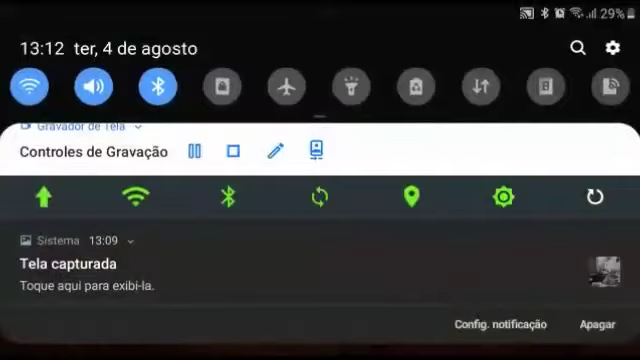 29%
13:12 ter, 4 de agosto
Gravador de Tela
Controles de Gravação
Sistema 13:09
Tela capturada
Toque aqui para exibi-la.
Config. notificação Apagar